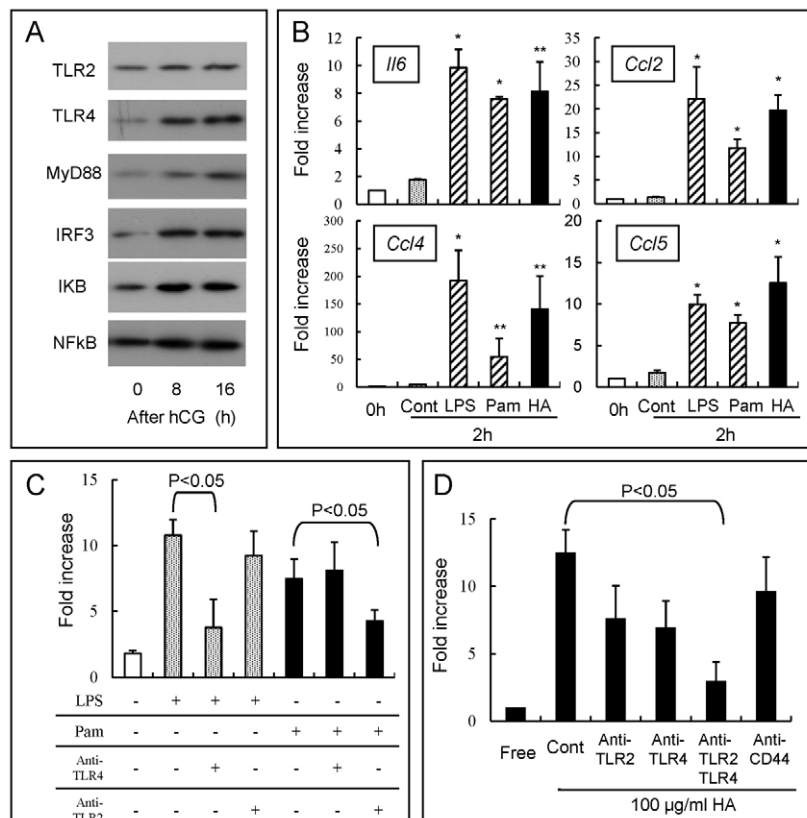 A
TLR2
TLR4
MyD88
IRF3
IKB
NFkB
0 8 16
After hCG (h)
B
Fold increase
12
10
8
6
4
2
0
Il6
* * **
35
30
25
20
15
10
5
0
Ccl2
* * *
Fold increase
300
250
200
150
100
50
0
Ccl4
* ** **
0h Cont LPS Pam HA
2h
20
15
10
5
0
Ccl5
* * *
0h Cont LPS Pam HA
2h
C
Fold increase
15
10
5
0
P<0.05
P<0.05
LPS - + + + - - -
Pam - - - - + + +
Anti-
TLR4 - - + - - + -
Anti-
TLR2 - - - + - - +
D
Fold increase
15
10
5
0
P<0.05
Free Cont Anti- Anti- Anti- Anti-
TLR2 TLR4 TLR2 CD44
TLR4
100 µg/ml HA